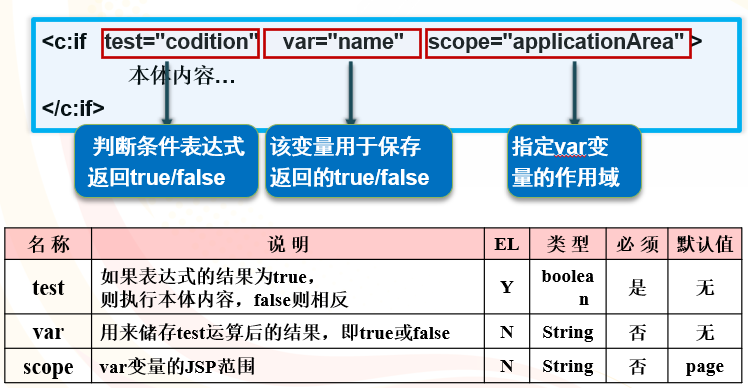 <c:if test="codition" var="name" scope="applicationArea">
本体内容…
</c:if>
判断条件表达式
返回true/false
该变量用于保存
返回的true/false
指定var变
量的作用域
名 称 说 明 EL 类 型 必 须 默认值
test 如果表达式的结果为true， Y boolea 是 无
则执行本体内容，false则相反 n
var 用来储存test运算后的结果，即true或false N String 否 无
scope var变量的JSP范围 N String 否 page